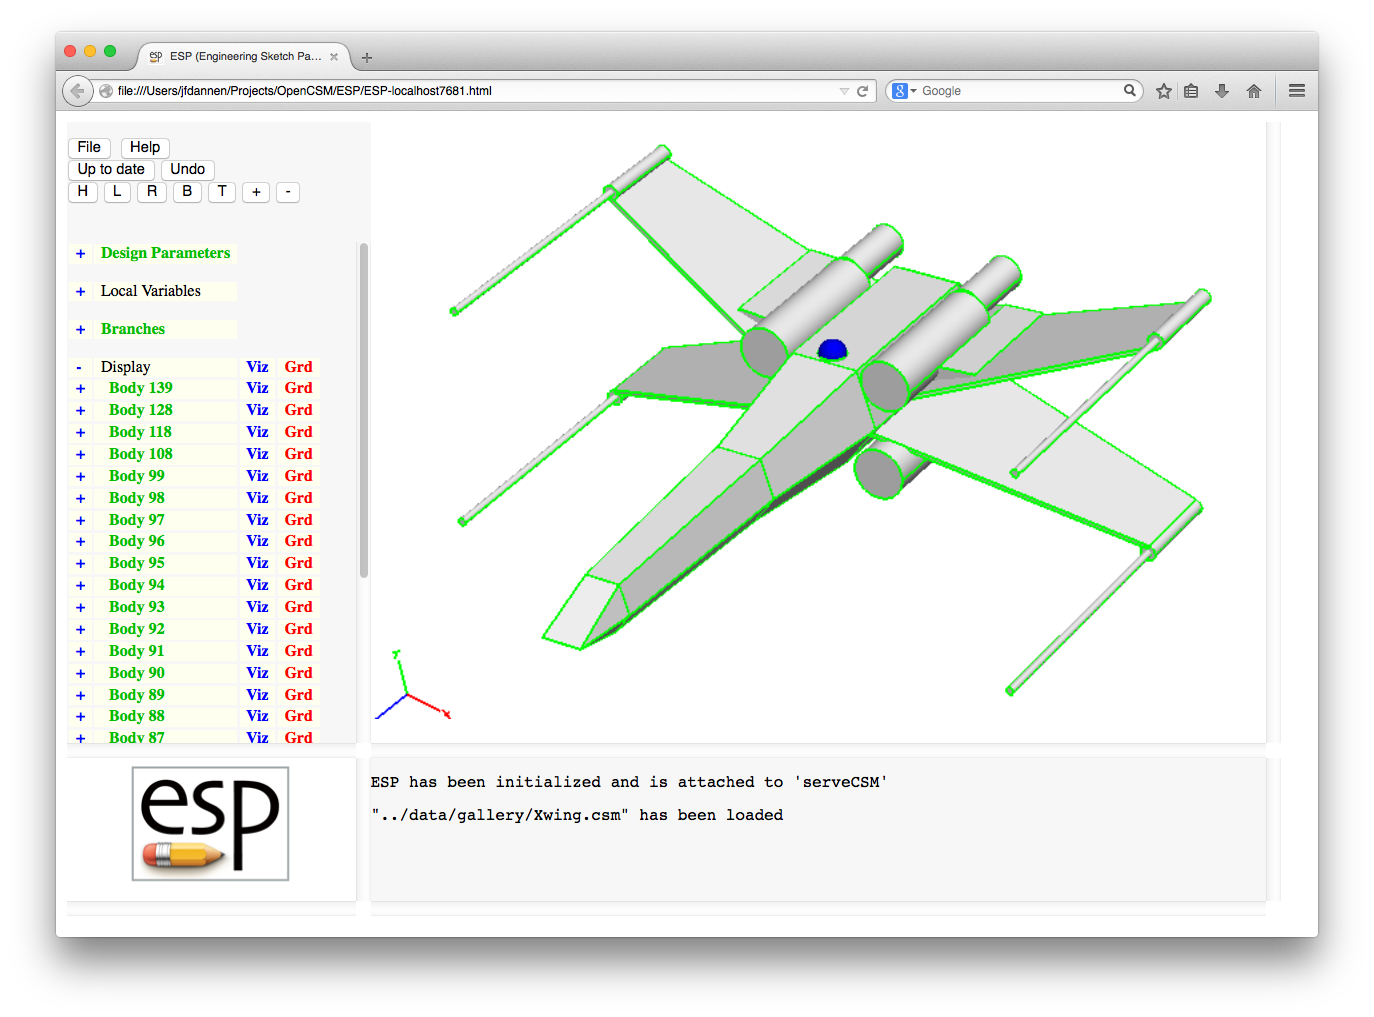 esp ESP (Engineering Sketch Pa... × +
file:///Users/jfdannen/Projects/OpenCSM/ESP/ESP-localhost7681.html
8 Google
File Help
Up to date Undo
H L R B T + -
+ Design Parameters
+ Local Variables
+ Branches
- Display Viz Grd
+ Body 139 Viz Grd
+ Body 128 Viz Grd
+ Body 118 Viz Grd
+ Body 108 Viz Grd
+ Body 99 Viz Grd
+ Body 98 Viz Grd
+ Body 97 Viz Grd
+ Body 96 Viz Grd
+ Body 95 Viz Grd
+ Body 94 Viz Grd
+ Body 93 Viz Grd
+ Body 92 Viz Grd
+ Body 91 Viz Grd
+ Body 90 Viz Grd
+ Body 89 Viz Grd
+ Body 88 Viz Grd
+ Body 87 Viz Grd
Y
X
esp
ESP has been initialized and is attached to 'serveCSM'
"../data/gallery/Xwing.csm" has been loaded